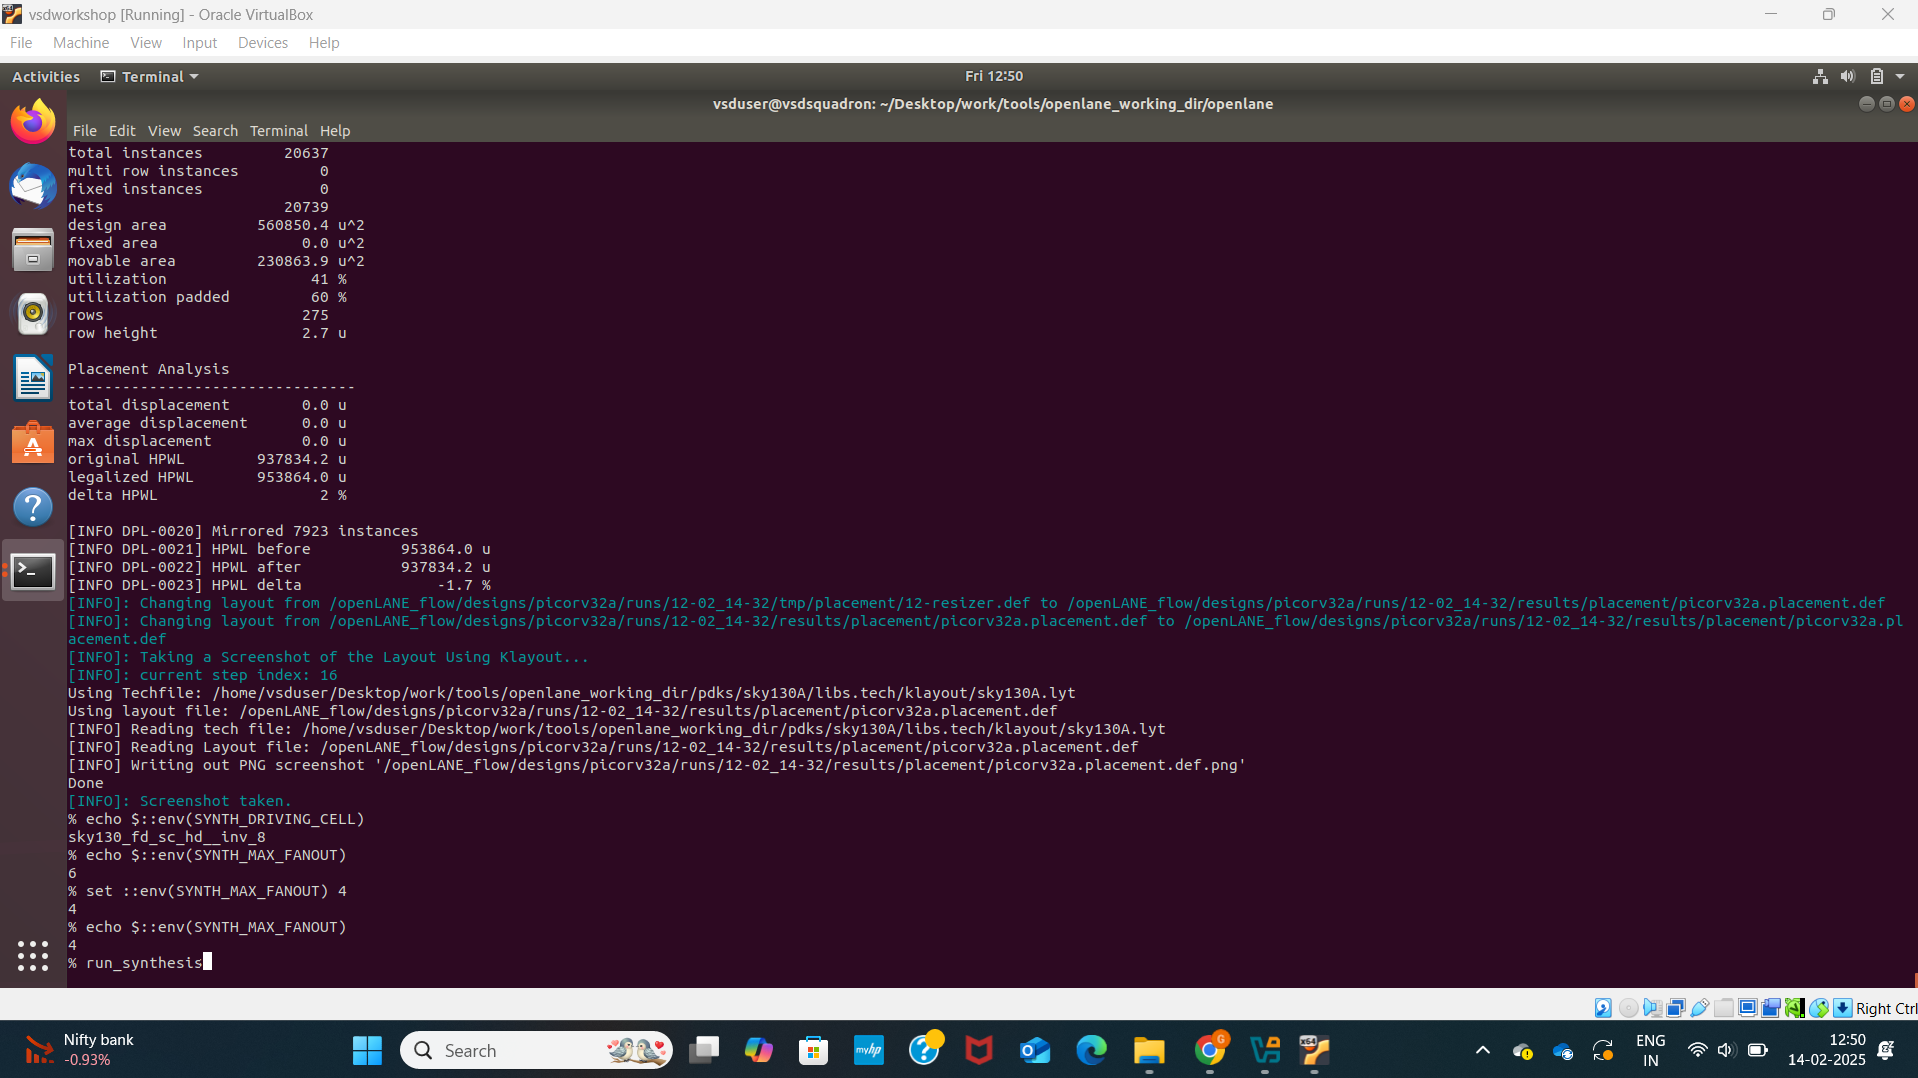 vsdworkshop [Running] - Oracle VirtualBox
File Machine View Input Devices Help
Activities Terminal Fri 12:50
vsduser@vsdsquadron: ~/Desktop/work/tools/openlane_working_dir/openlane
File Edit View Search Terminal Help
total instances 20637
multi row instances 0
fixed instances 0
nets 20739
design area 560850.4 u^2
fixed area 0.0 u^2
movable area 230863.9 u^2
utilization 41 %
utilization padded 60 %
rows 275
row height 2.7 u
Placement Analysis
--------------------------------
total displacement 0.0 u
average displacement 0.0 u
max displacement 0.0 u
original HPWL 937834.2 u
legalized HPWL 953864.0 u
delta HPWL 2 %
[INFO DPL-0020] Mirrored 7923 instances
[INFO DPL-0021] HPWL before 953864.0 u
[INFO DPL-0022] HPWL after 937834.2 u
[INFO DPL-0023] HPWL delta -1.7 %
[INFO]: Changing layout from /openLANE_flow/designs/picorv32a/runs/12-02_14-32/tmp/placement/12-resizer.def to /openLANE_flow/designs/picorv32a/runs/12-02_14-32/results/placement/picorv32a.placement.def
[INFO]: Changing layout from /openLANE_flow/designs/picorv32a/runs/12-02_14-32/results/placement/picorv32a.placement.def to /openLANE_flow/designs/picorv32a/runs/12-02_14-32/results/placement/picorv32a.pl
acement.def
[INFO]: Taking a Screenshot of the Layout Using Klayout...
[INFO]: current step index: 16
Using Techfile: /home/vsduser/Desktop/work/tools/openlane_working_dir/pdks/sky130A/libs.tech/klayout/sky130A.lyt
Using layout file: /openLANE_flow/designs/picorv32a/runs/12-02_14-32/results/placement/picorv32a.placement.def
[INFO] Reading tech file: /home/vsduser/Desktop/work/tools/openlane_working_dir/pdks/sky130A/libs.tech/klayout/sky130A.lyt
[INFO] Reading Layout file: /openLANE_flow/designs/picorv32a/runs/12-02_14-32/results/placement/picorv32a.placement.def
[INFO] Writing out PNG screenshot '/openLANE_flow/designs/picorv32a/runs/12-02_14-32/results/placement/picorv32a.placement.def.png'
Done
[INFO]: Screenshot taken.
% echo $::env(SYNTH_DRIVING_CELL)
sky130_fd_sc_hd__inv_8
% echo $::env(SYNTH_MAX_FANOUT)
6
% set ::env(SYNTH_MAX_FANOUT) 4
4
% echo $::env(SYNTH_MAX_FANOUT)
4
% run_synthesis
Right Ctrl
Nifty bank
-0.93%
Search
myhp
x64
ENG
IN
12:50
14-02-2025